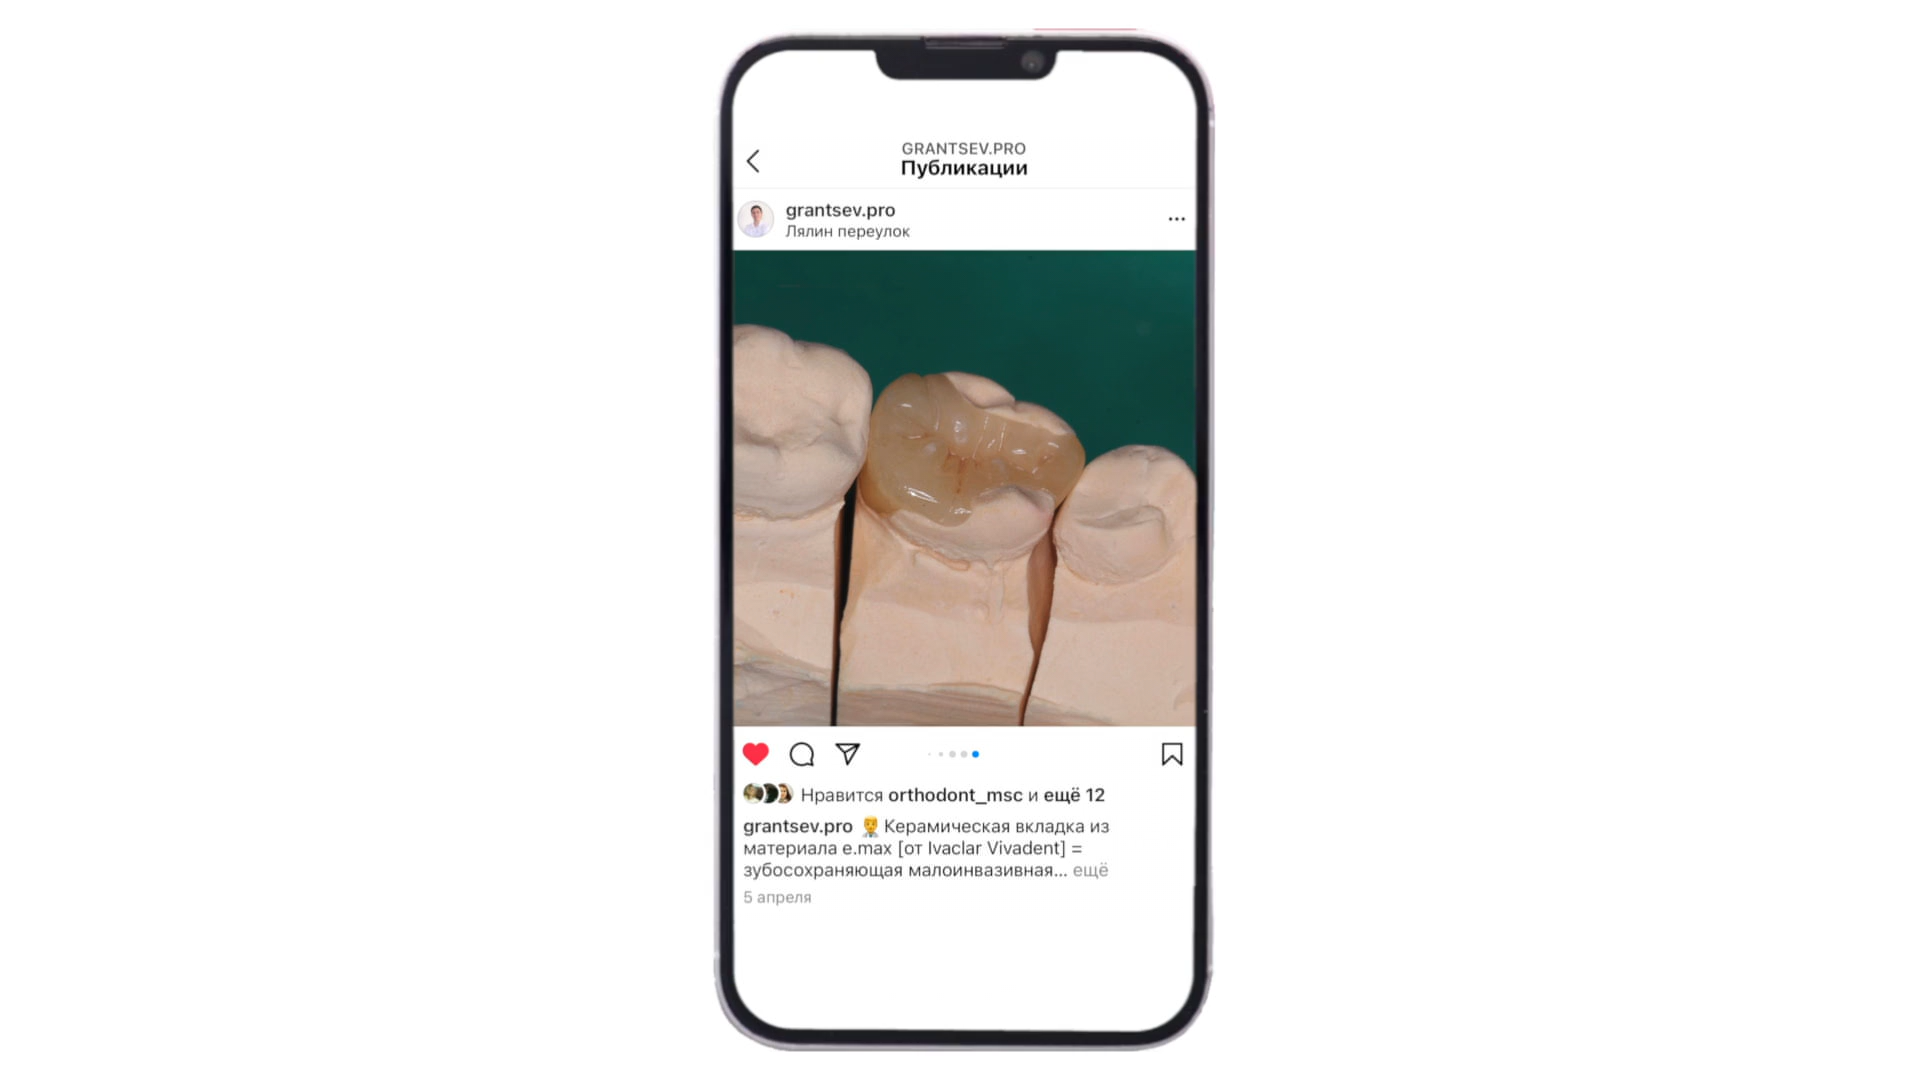 GRANTSEV.PRO
Публикации
grantsev.pro
Лялин переулок
Нравится orthodont_msc и ещё 12
grantsev.pro 👨‍⚕️Керамическая вкладка из
материала e.max [от Ivaclar Vivadent] =
зубосохраняющая малоинвазивная... ещё
5 апреля